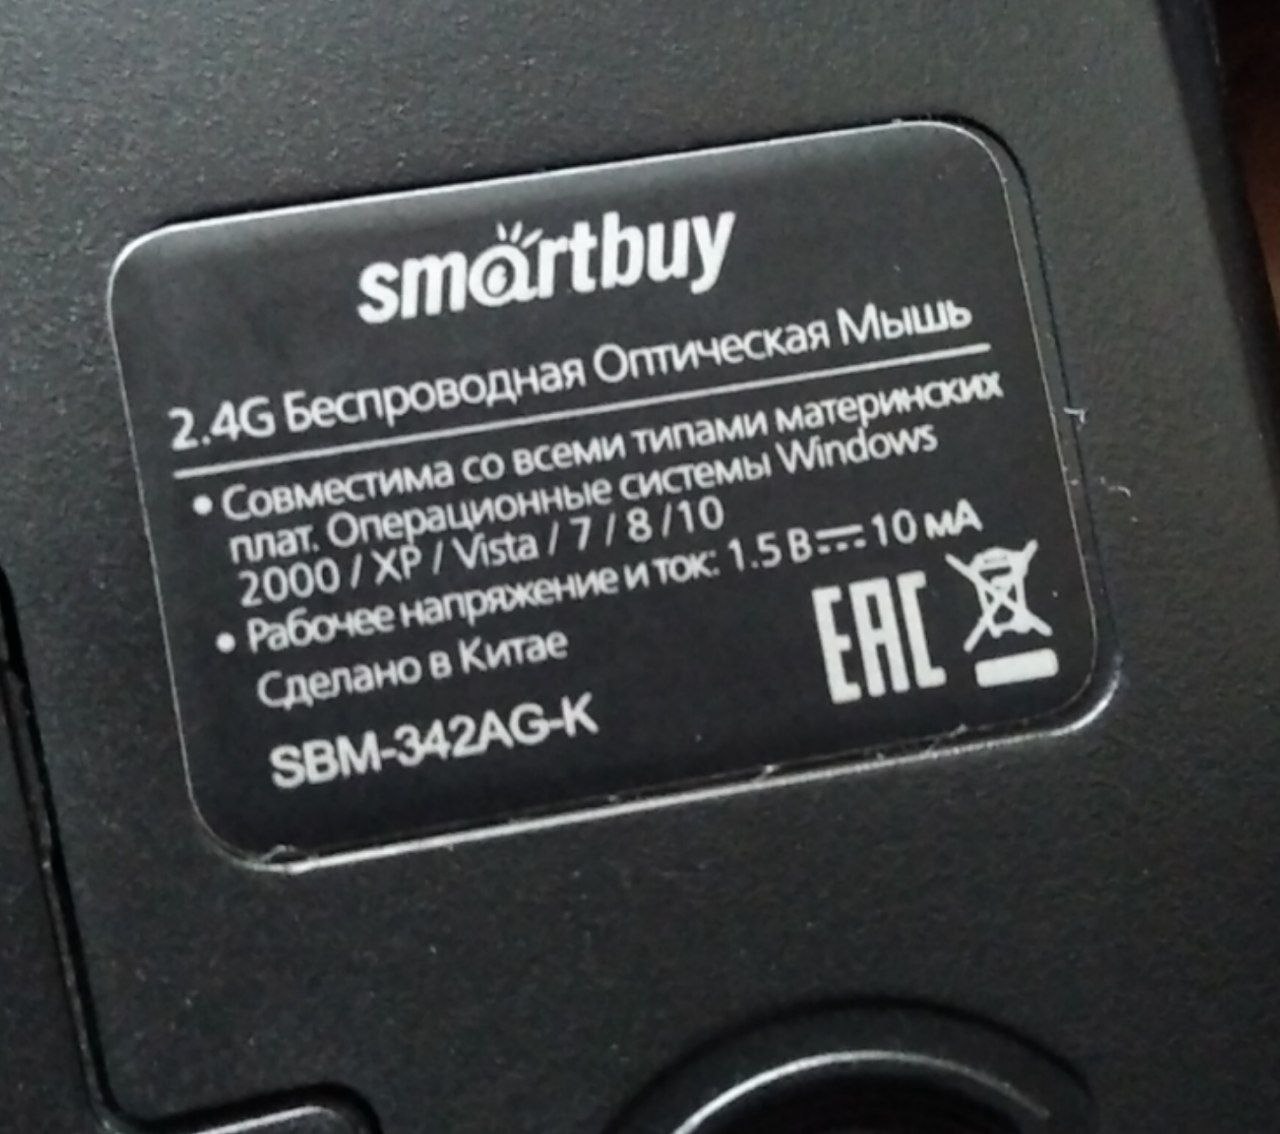 smartbuy
2.4G Беспроводная Оптическая Мышь
• Совместима со всеми типами материнских
плат. Операционные системы Windows
2000 / XP / Vista / 7 / 8 /10
• Рабочее напряжение и ток: 1.5 В⎓10 мА
Сделано в Китае
EAC
SBM-342AG-K